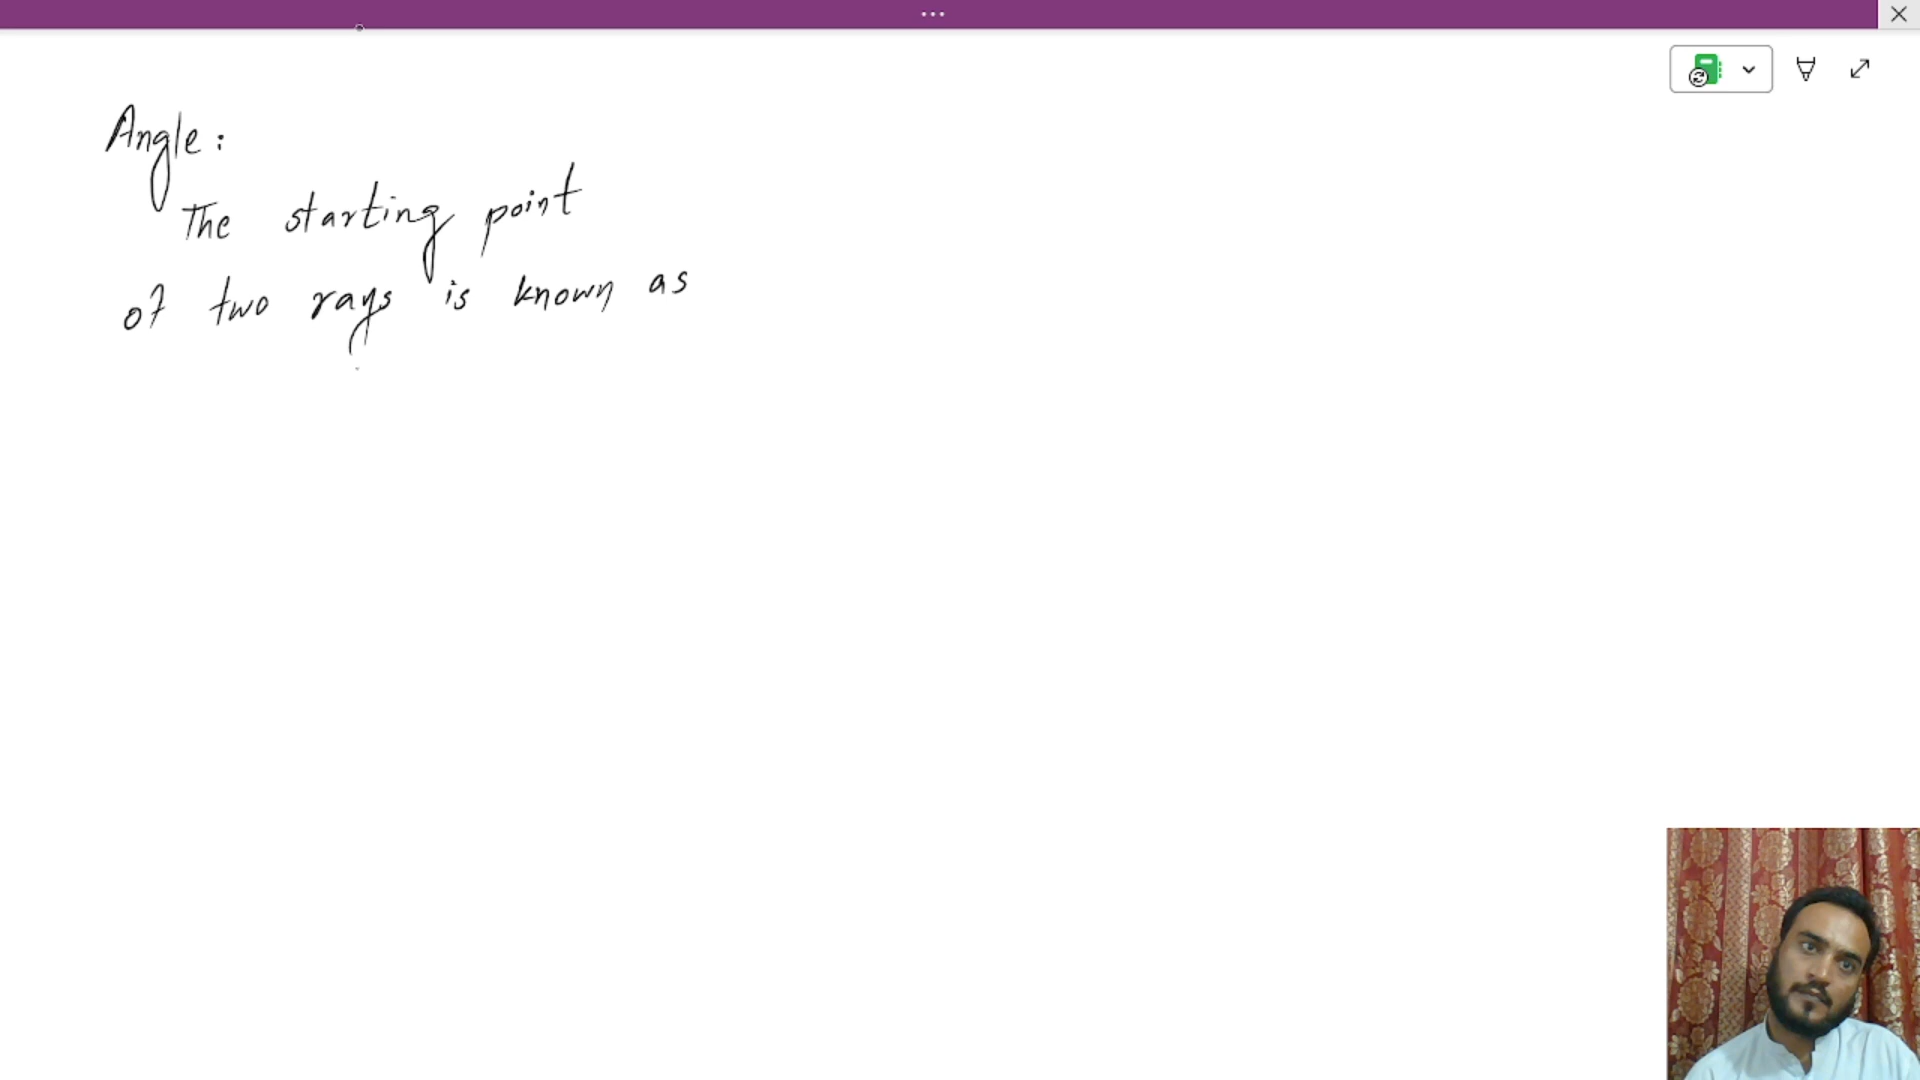 Angle:
The starting point
of two rays is known as